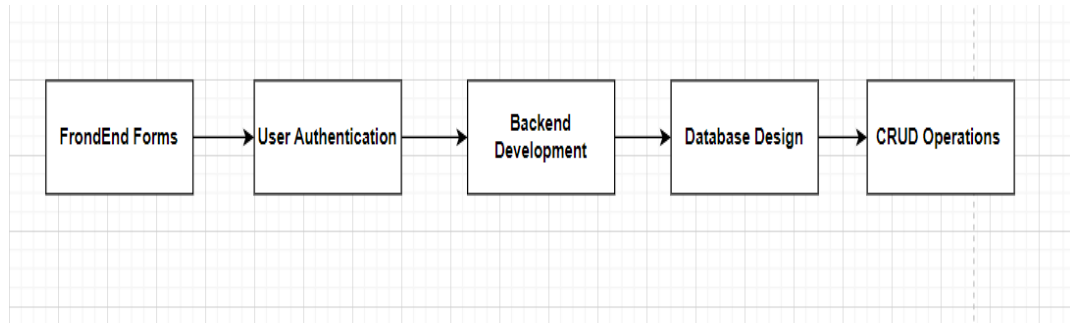 FrondEnd Forms
User Authentication
Backend
Development
Database Design
CRUD Operations